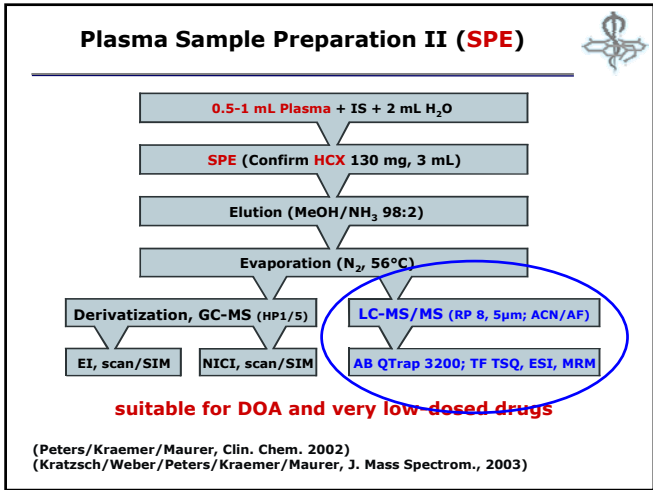 Plasma Sample Preparation II (SPE)
0.5-1 mL Plasma + IS + 2 mL H₂O
SPE (Confirm HCX 130 mg, 3 mL)
Elution (MeOH/NH₃ 98:2)
Evaporation (N₂, 56°C)
Derivatization, GC-MS (HP1/5)
LC-MS/MS (RP 8, 5µm; ACN/AF)
EI, scan/SIM
NICI, scan/SIM
AB QTrap 3200; TF TSQ, ESI, MRM
suitable for DOA and very low-dosed drugs
(Peters/Kraemer/Maurer, Clin. Chem. 2002)
(Kratzsch/Weber/Peters/Kraemer/Maurer, J. Mass Spectrom., 2003)